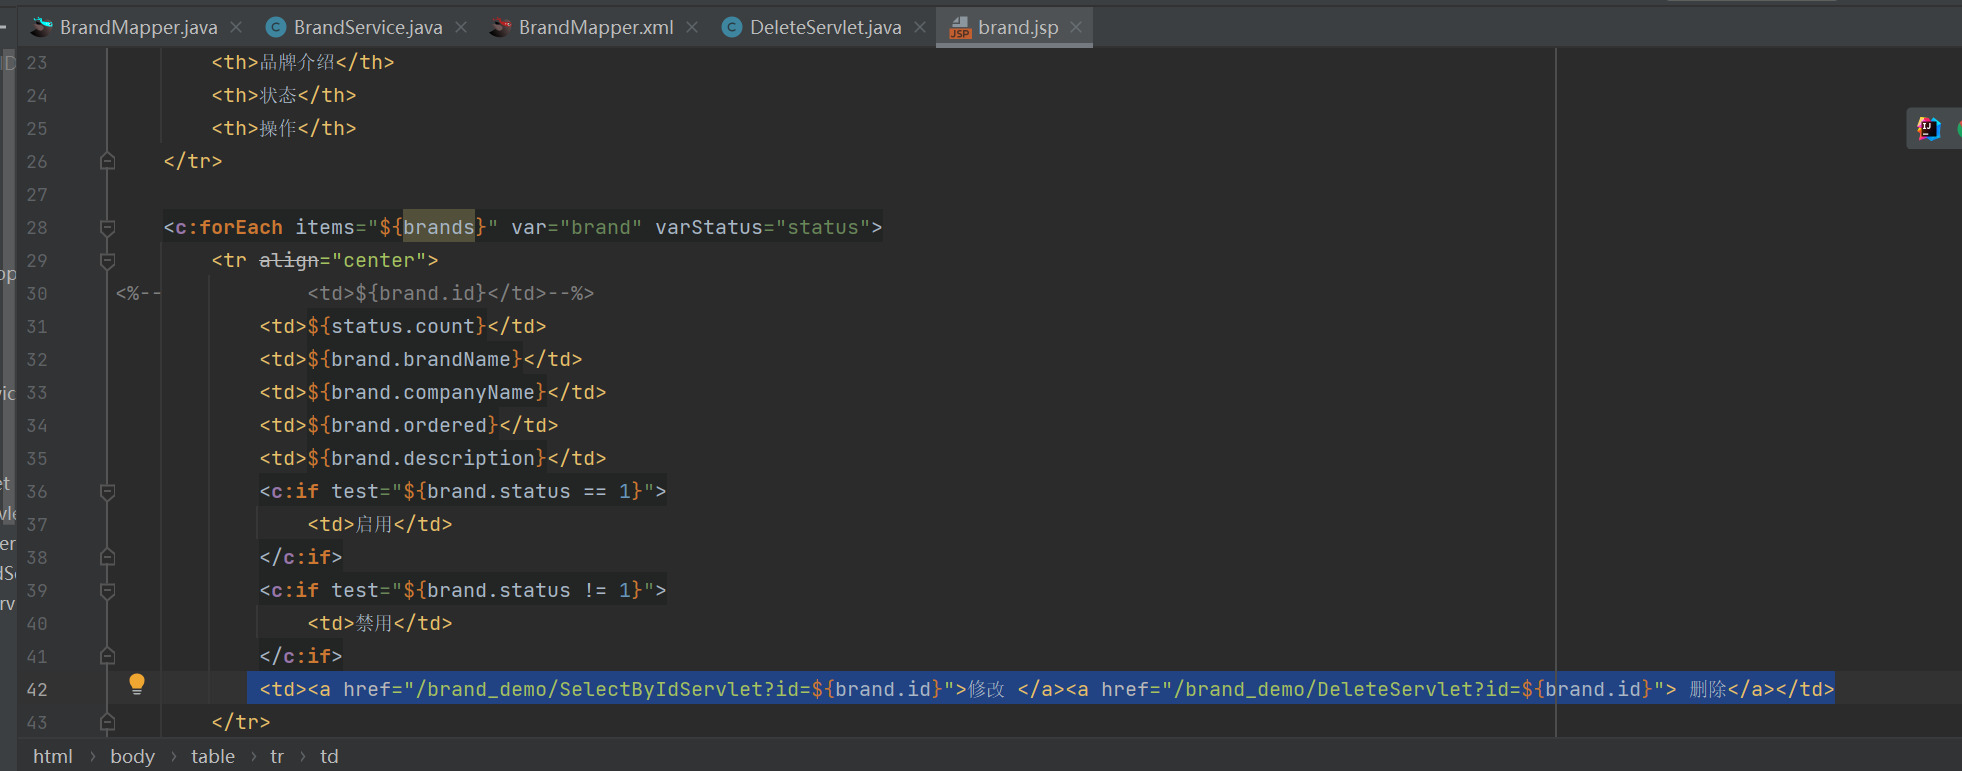 BrandMapper.java BrandService.java BrandMapper.xml DeleteServlet.java JSP brand.jsp
23 <th>品牌介绍</th>
24 <th>状态</th>
25 <th>操作</th>
26 </tr>
27
28 <c:forEach items="${brands}" var="brand" varStatus="status">
29 <tr align="center">
30 <%-- <td>${brand.id}</td>--%>
31 <td>${status.count}</td>
32 <td>${brand.brandName}</td>
33 <td>${brand.companyName}</td>
34 <td>${brand.ordered}</td>
35 <td>${brand.description}</td>
36 <c:if test="${brand.status == 1}">
37 <td>启用</td>
38 </c:if>
39 <c:if test="${brand.status != 1}">
40 <td>禁用</td>
41 </c:if>
42 <td><a href="/brand_demo/SelectByIdServlet?id=${brand.id}">修改 </a><a href="/brand_demo/DeleteServlet?id=${brand.id}"> 删除</a></td>
43 </tr>
html › body › table › tr › td